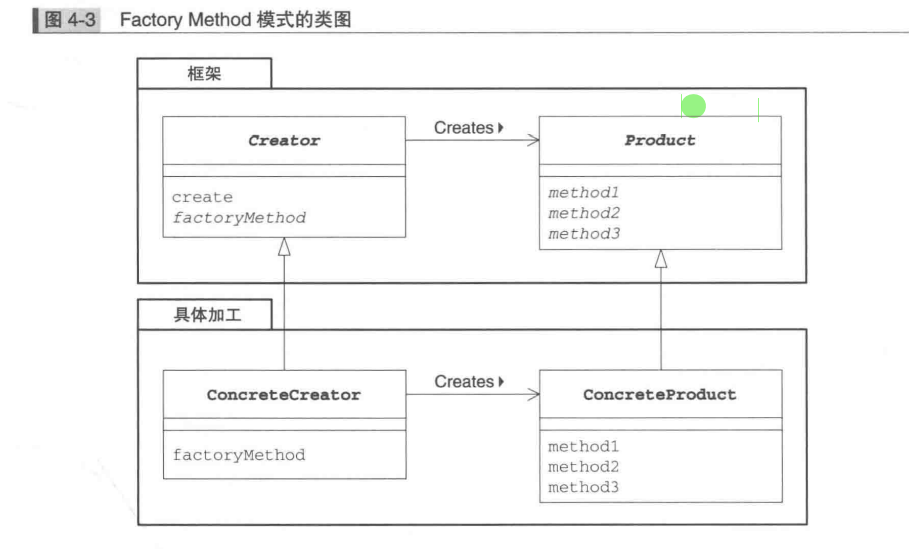 图 4-3 Factory Method 模式的类图
框架
Creator
create
factoryMethod
Creates
Product
method1
method2
method3
具体加工
ConcreteCreator
factoryMethod
Creates
ConcreteProduct
method1
method2
method3